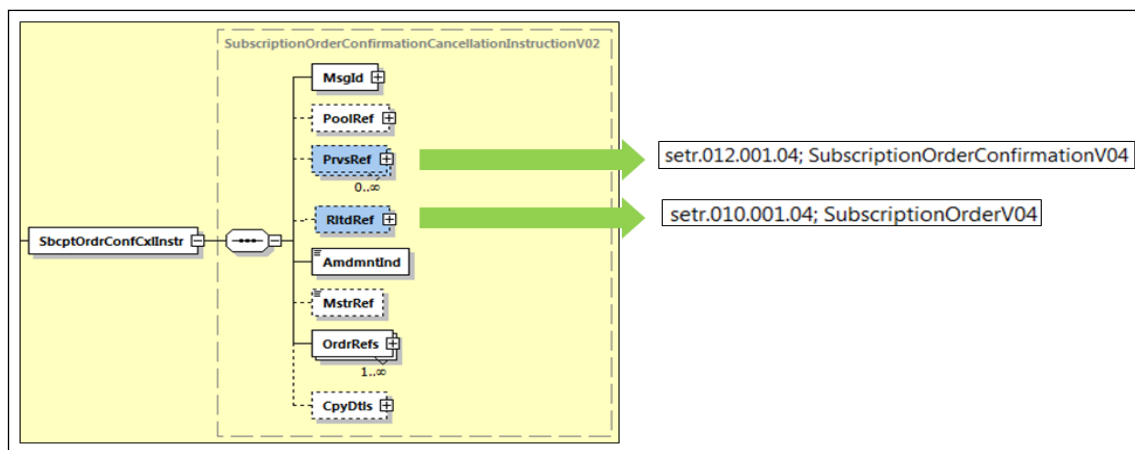 SubscriptionOrderConfirmationCancellationInstructionV02
MsgId
PoolRef
PrvsRef
0..∞
setr.012.001.04; SubscriptionOrderConfirmationV04
RltdRef
setr.010.001.04; SubscriptionOrderV04
SbcptOrdrConfCxlInstr
AmdmntInd
MstrRef
OrdrRefs
1..∞
CpyDtls